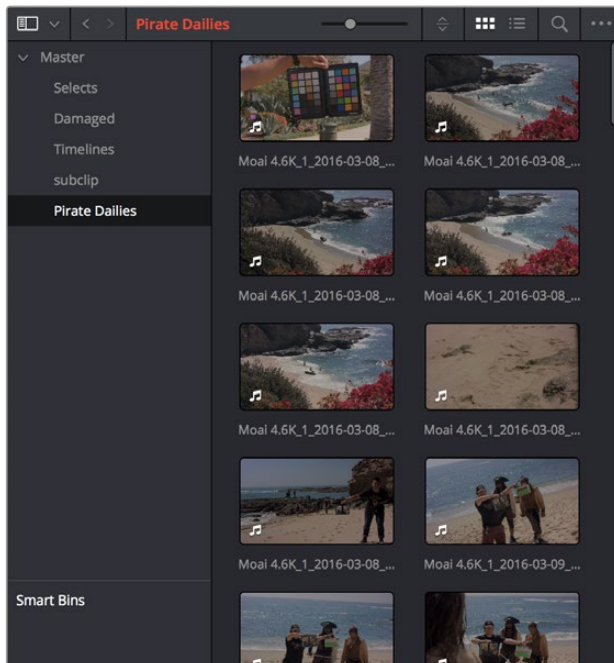 Pirate Dailies
Master
Selects
Damaged
Timelines
subclip
Pirate Dailies
Smart Bins
Moai 4.6K_1_2016-03-08_...
Moai 4.6K_1_2016-03-08_...
Moai 4.6K_1_2016-03-08_...
Moai 4.6K_1_2016-03-08_...
Moai 4.6K_1_2016-03-08_...
Moai 4.6K_1_2016-03-08_...
Moai 4.6K_1_2016-03-08_...
Moai 4.6K_1_2016-03-09_...